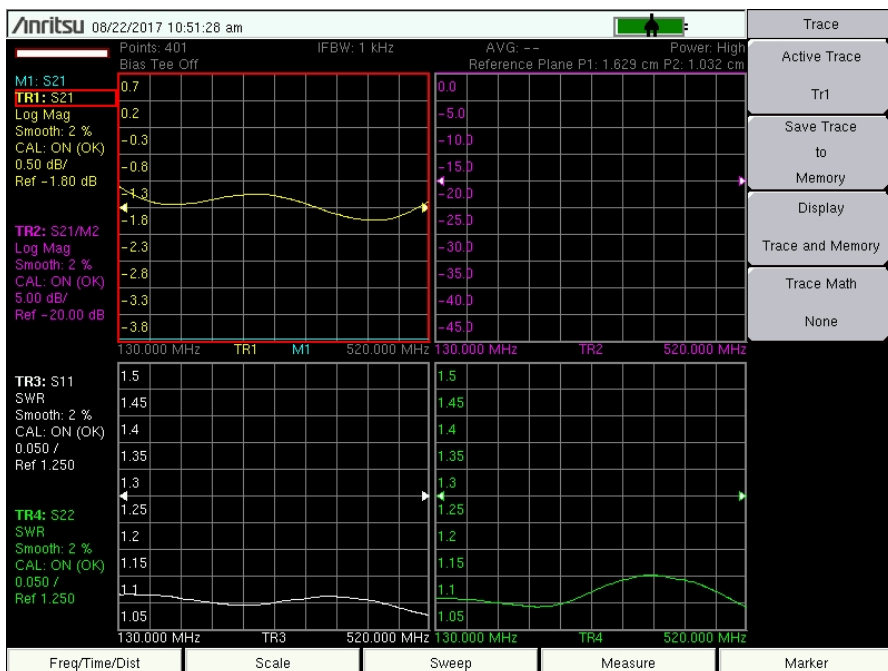 Anritsu 08/22/2017 10:51:28 am
Trace
Points: 401 IFBW: 1 kHz AVG: -- Power: High
Bias Tee Off Reference Plane P1: 1.629 cm P2: 1.032 cm
M1: S21
TR1: S21
Log Mag
Smooth: 2 %
CAL: ON (OK)
0.50 dB/
Ref -1.80 dB
TR2: S21/M2
Log Mag
Smooth: 2 %
CAL: ON (OK)
5.00 dB/
Ref -20.00 dB
0.7
0.2
-0.3
-0.8
-1.3
-1.8
-2.3
-2.8
-3.3
-3.8
130.000 MHz TR1 M1 520.000 MHz
0.0
-5.0
-10.0
-15.0
-20.0
-25.0
-30.0
-35.0
-40.0
-45.0
130.000 MHz TR2 520.000 MHz
TR3: S11
SWR
Smooth: 2 %
CAL: ON (OK)
0.050 /
Ref 1.250
TR4: S22
SWR
Smooth: 2 %
CAL: ON (OK)
0.050 /
Ref 1.250
1.5
1.45
1.4
1.35
1.3
1.25
1.2
1.15
1.1
1.05
130.000 MHz TR3 520.000 MHz
1.5
1.45
1.4
1.35
1.3
1.25
1.2
1.15
1.1
1.05
130.000 MHz TR4 520.000 MHz
Active Trace
Tr1
Save Trace
to
Memory
Display
Trace and Memory
Trace Math
None
Freq/Time/Dist Scale Sweep Measure Marker